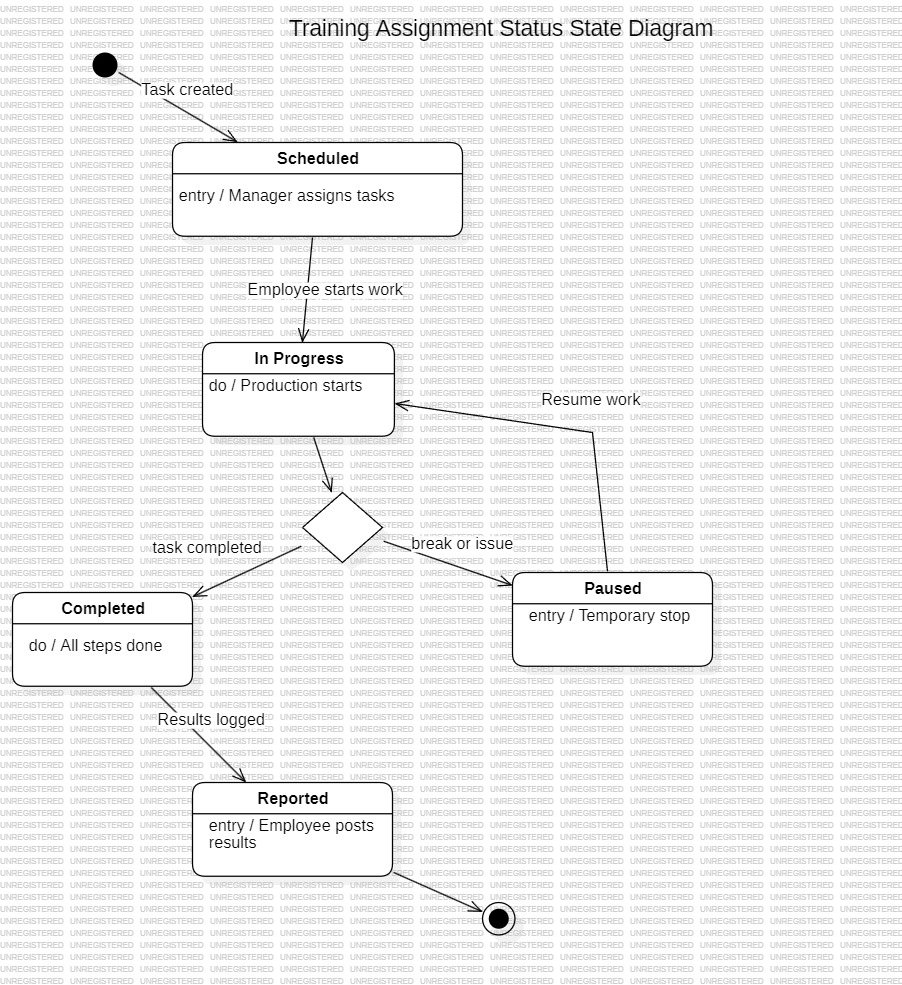 Training Assignment Status State Diagram
Task created
Scheduled
entry / Manager assigns tasks
Employee starts work
In Progress
do / Production starts
Resume work
task completed
break or issue
Completed
do / All steps done
Paused
entry / Temporary stop
Results logged
Reported
entry / Employee posts
results
UNREGISTERED